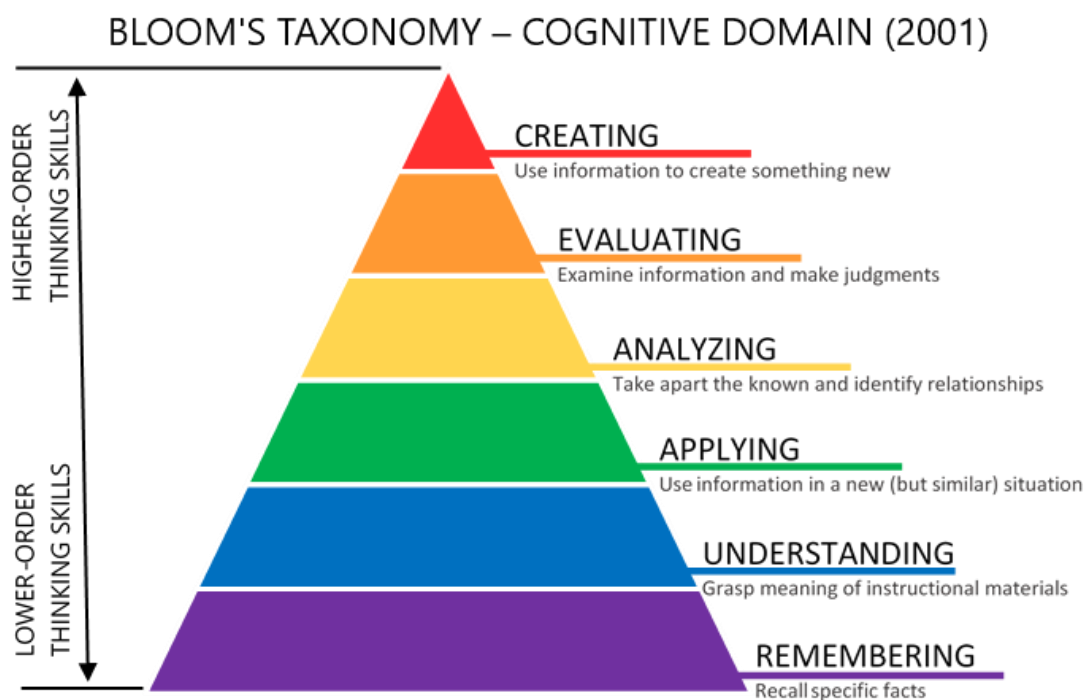 BLOOM'S TAXONOMY – COGNITIVE DOMAIN (2001)
HIGHER-ORDER
THINKING SKILLS
LOWER-ORDER
THINKING SKILLS
CREATING
Use information to create something new
EVALUATING
Examine information and make judgments
ANALYZING
Take apart the known and identify relationships
APPLYING
Use information in a new (but similar) situation
UNDERSTANDING
Grasp meaning of instructional materials
REMEMBERING
Recall specific facts